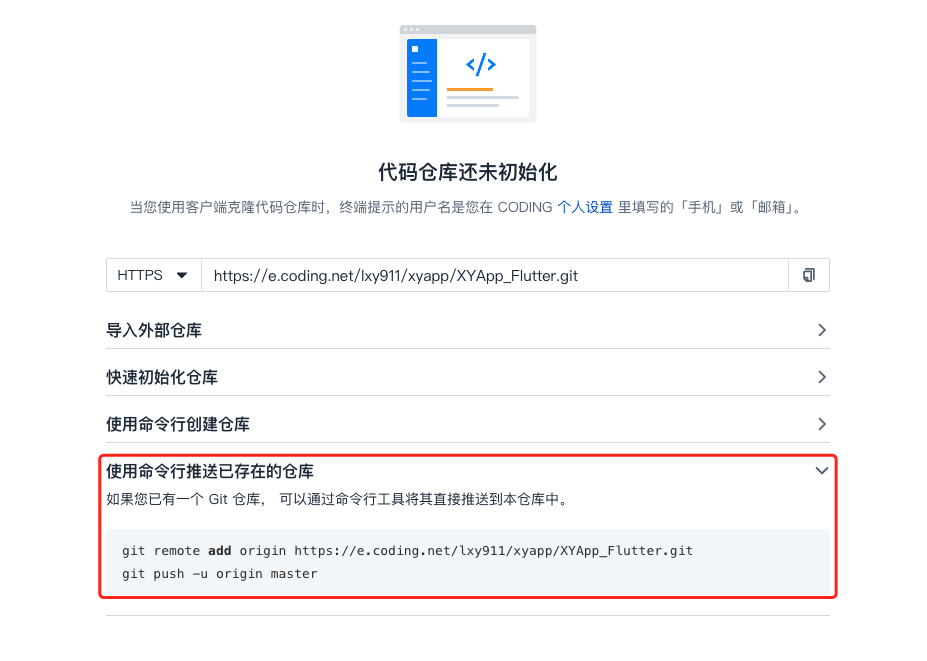 </>
代码仓库还未初始化
当您使用客户端克隆代码仓库时，终端提示的用户名是您在 CODING 个人设置 里填写的「手机」或「邮箱」。
HTTPS https://e.coding.net/lxy911/xyapp/XYApp_Flutter.git
导入外部仓库
快速初始化仓库
使用命令行创建仓库
使用命令行推送已存在的仓库
如果您已有一个 Git 仓库， 可以通过命令行工具将其直接推送到本仓库中。
git remote add origin https://e.coding.net/lxy911/xyapp/XYApp_Flutter.git
git push -u origin master